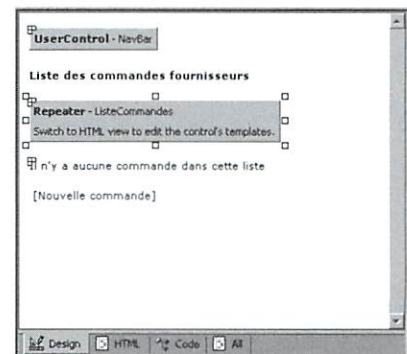 UserControl - NavBar
Liste des commandes fournisseurs
Repeater - ListeCommandes
Switch to HTML view to edit the control's templates.
Il n'y a aucune commande dans cette liste
[Nouvelle commande]
Design HTML Code All